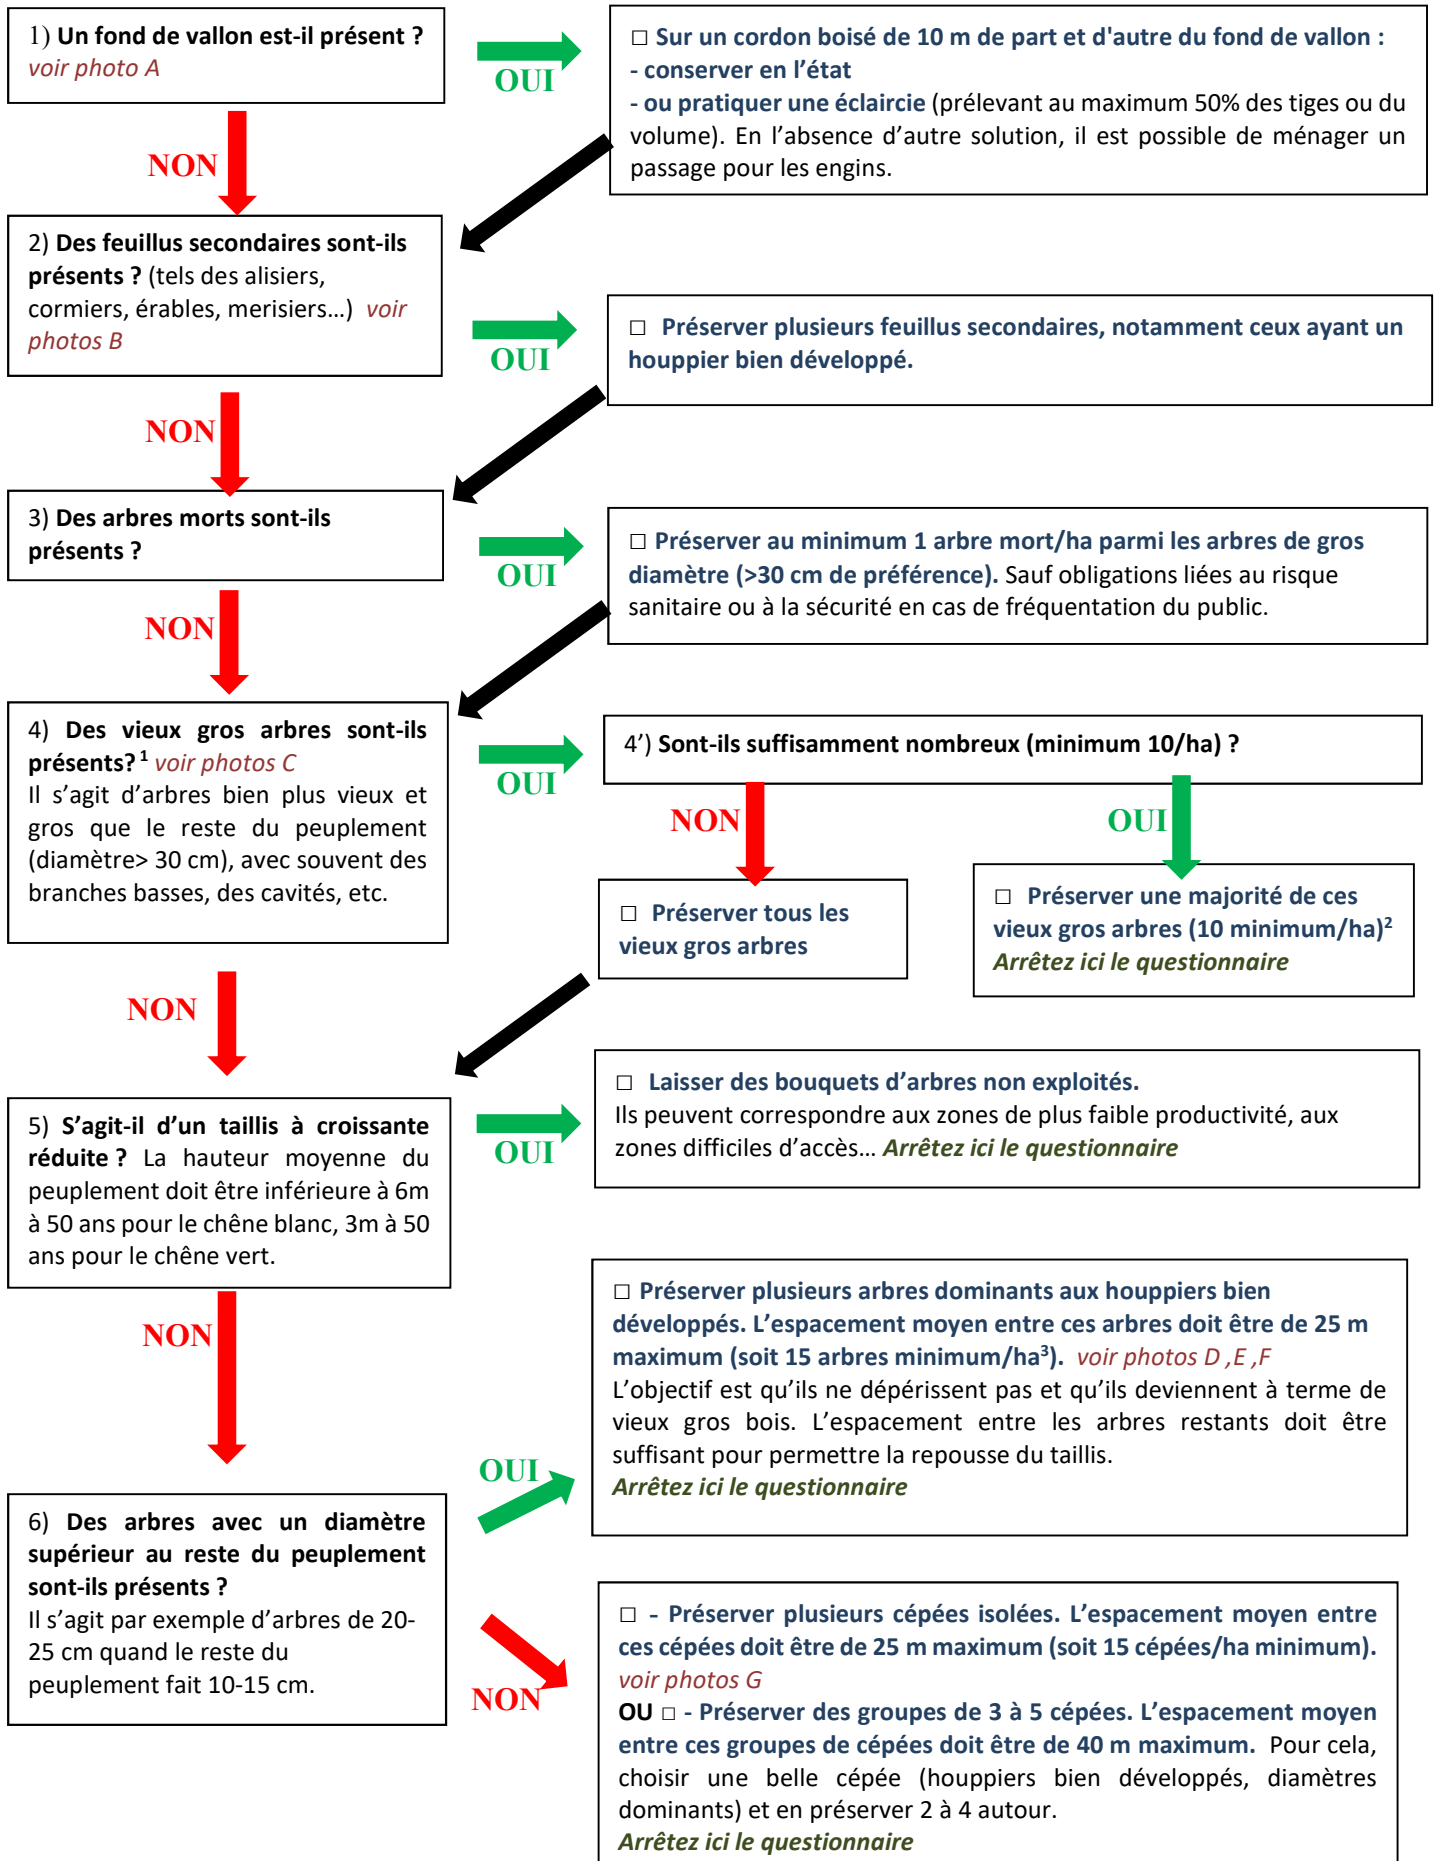 1) Un fond de vallon est-il présent ?
voir photo A
OUI
□ Sur un cordon boisé de 10 m de part et d'autre du fond de vallon :
- conserver en l’état
- ou pratiquer une éclaircie (prélevant au maximum 50% des tiges ou du
volume). En l’absence d’autre solution, il est possible de ménager un
passage pour les engins.
NON
2) Des feuillus secondaires sont-ils
présents ? (tels des alisiers,
cormiers, érables, merisiers…) voir
photos B
OUI
□ Préserver plusieurs feuillus secondaires, notamment ceux ayant un
houppier bien développé.
NON
3) Des arbres morts sont-ils
présents ?
OUI
□ Préserver au minimum 1 arbre mort/ha parmi les arbres de gros
diamètre (>30 cm de préférence). Sauf obligations liées au risque
sanitaire ou à la sécurité en cas de fréquentation du public.
NON
4) Des vieux gros arbres sont-ils
présents? 1 voir photos C
Il s’agit d’arbres bien plus vieux et
gros que le reste du peuplement
(diamètre> 30 cm), avec souvent des
branches basses, des cavités, etc.
OUI
4’) Sont-ils suffisamment nombreux (minimum 10/ha) ?
NON
OUI
□ Préserver tous les
vieux gros arbres
□ Préserver une majorité de ces
vieux gros arbres (10 minimum/ha)2
Arrêtez ici le questionnaire
NON
5) S’agit-il d’un taillis à croissante
réduite ? La hauteur moyenne du
peuplement doit être inférieure à 6m
à 50 ans pour le chêne blanc, 3m à 50
ans pour le chêne vert.
OUI
□ Laisser des bouquets d’arbres non exploités.
Ils peuvent correspondre aux zones de plus faible productivité, aux
zones difficiles d’accès… Arrêtez ici le questionnaire
NON
6) Des arbres avec un diamètre
supérieur au reste du peuplement
sont-ils présents ?
Il s’agit par exemple d’arbres de 20-
25 cm quand le reste du
peuplement fait 10-15 cm.
OUI
□ Préserver plusieurs arbres dominants aux houppiers bien
développés. L’espacement moyen entre ces arbres doit être de 25 m
maximum (soit 15 arbres minimum/ha3). voir photos D ,E ,F
L’objectif est qu’ils ne dépérissent pas et qu’ils deviennent à terme de
vieux gros bois. L’espacement entre les arbres restants doit être
suffisant pour permettre la repousse du taillis.
Arrêtez ici le questionnaire
NON
□ - Préserver plusieurs cépées isolées. L’espacement moyen entre
ces cépées doit être de 25 m maximum (soit 15 cépées/ha minimum).
voir photos G
OU □ - Préserver des groupes de 3 à 5 cépées. L’espacement moyen
entre ces groupes de cépées doit être de 40 m maximum. Pour cela,
choisir une belle cépée (houppiers bien développés, diamètres
dominants) et en préserver 2 à 4 autour.
Arrêtez ici le questionnaire